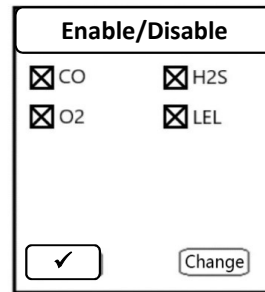 Enable/Disable
☒ CO ☒ H2S
☒ O2 ☒ LEL
✓ Change